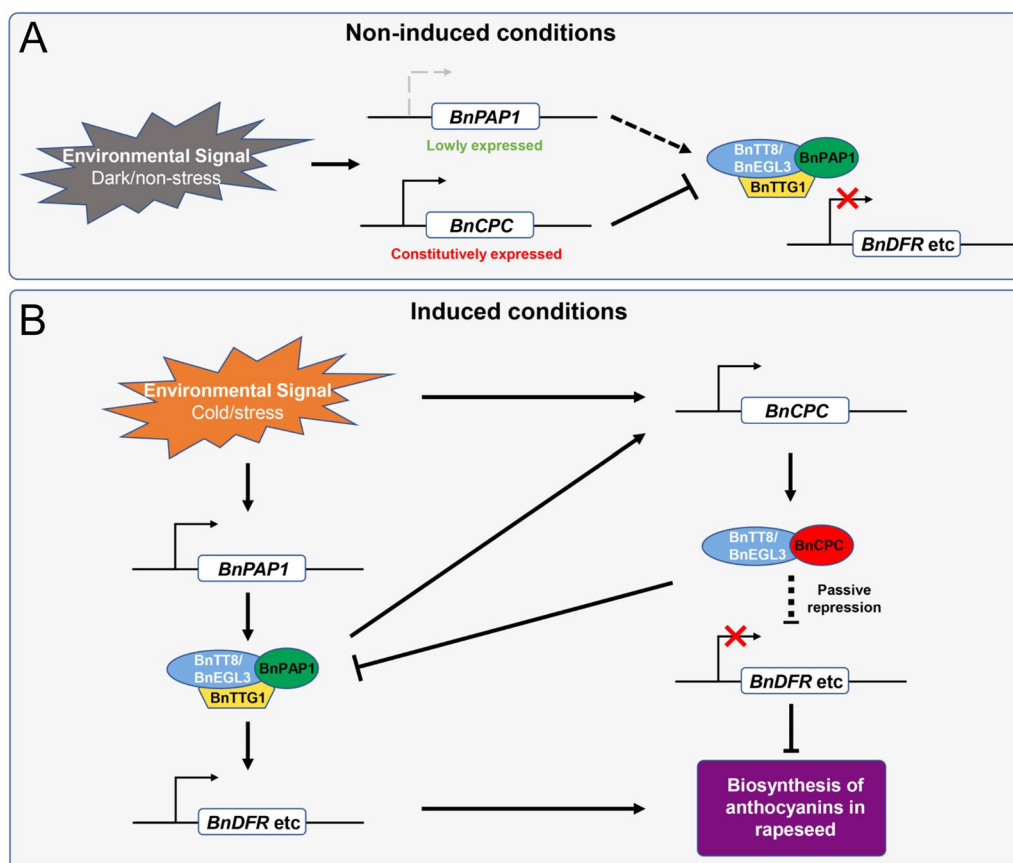 A
Non-induced conditions
Environmental Signal
Dark/non-stress
BnPAP1
Lowly expressed
BnCPC
Constitutively expressed
BnTT8/
BnEGL3
BnPAP1
BnTTG1
BnDFR etc
B
Induced conditions
Environmental Signal
Cold/stress
BnCPC
BnPAP1
BnTT8/
BnEGL3
BnCPC
Passive
repression
BnTT8/
BnEGL3
BnPAP1
BnTTG1
BnDFR etc
BnDFR etc
Biosynthesis of
anthocyanins in
rapeseed